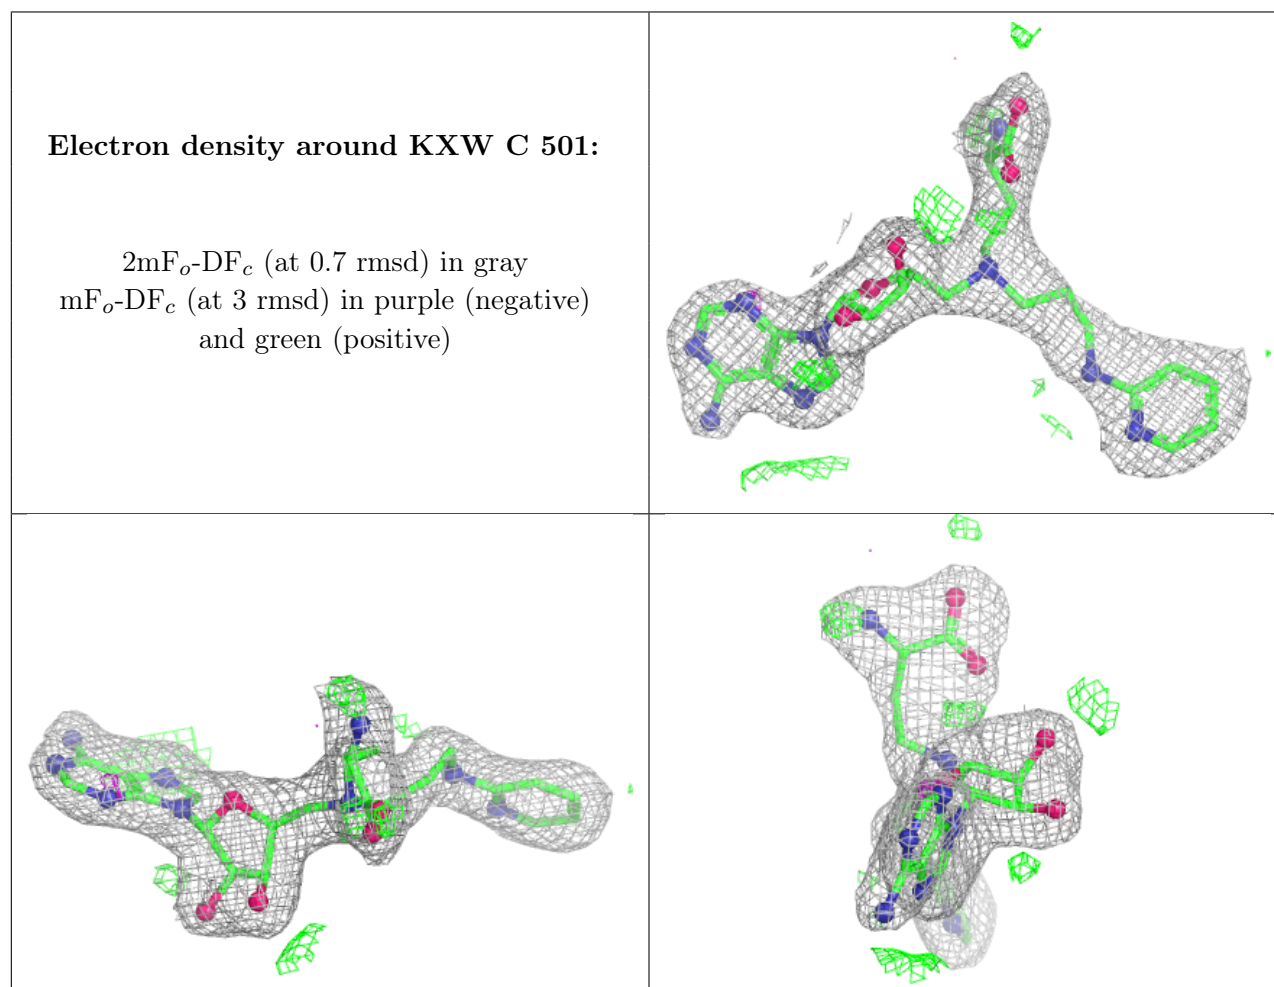 Electron density around KXW C 501:
2mFo-DFc (at 0.7 rmsd) in gray
mFo-DFc (at 3 rmsd) in purple (negative)
and green (positive)